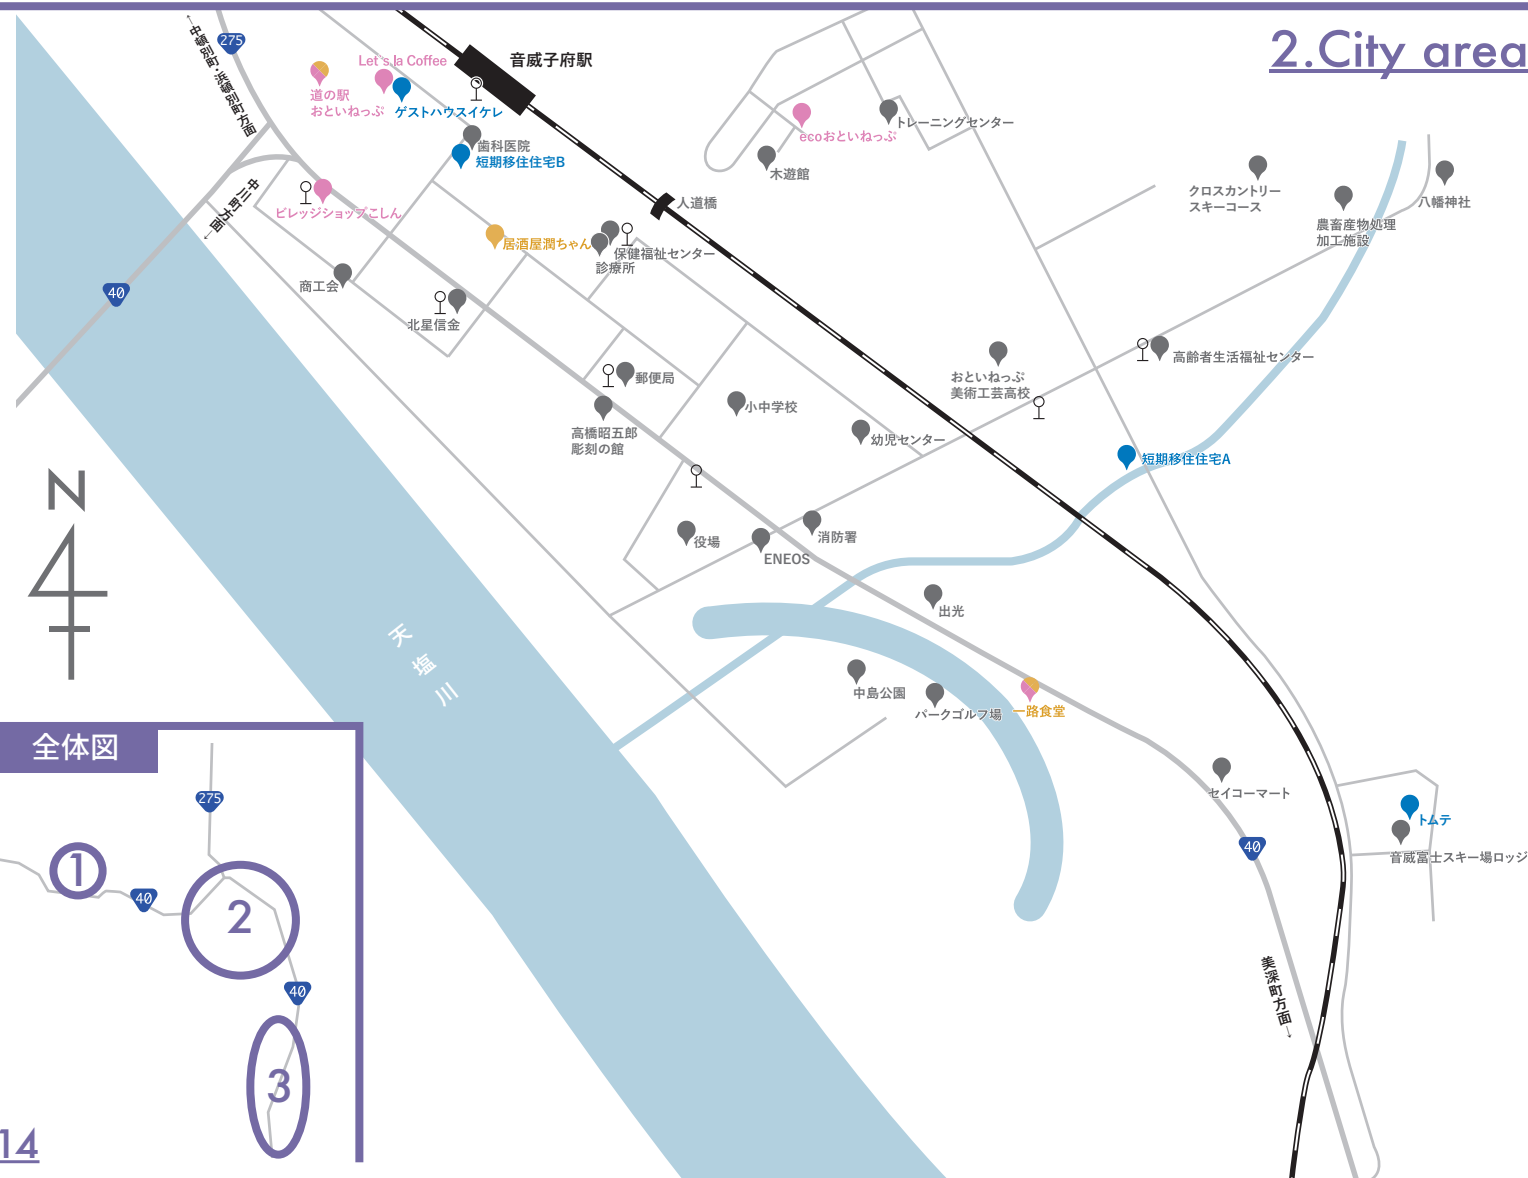 2.City area
275
←中頓別町・浜頓別町方面
Let's la Coffee
音威子府駅
道の駅
おといねっぷ
ゲストハウスイケレ
歯科医院
短期移住住宅B
ecoおといねっぷ
トレーニングセンター
木遊館
中川町方面→
ビレッジショップこしん
人道橋
クロスカントリー
スキーコース
八幡神社
農畜産物処理
加工施設
居酒屋潤ちゃん
保健福祉センター
診療所
商工会
40
北星信金
高齢者生活福祉センター
おといねっぷ
美術工芸高校
郵便局
小中学校
高橋昭五郎
彫刻の館
幼児センター
短期移住住宅A
N
役場
消防署
ENEOS
出光
天塩川
中島公園
パークゴルフ場
一路食堂
セイコーマート
40
トムテ
音威富士スキー場ロッジ
美深町方面→
全体図
275
1
40
2
40
3
14